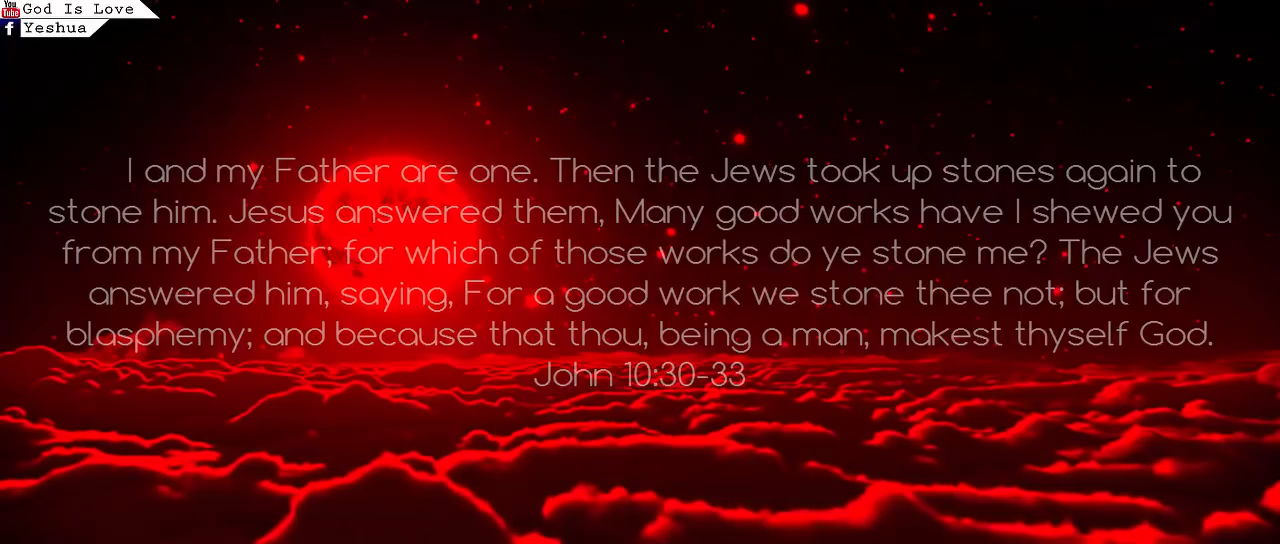 You Tube God Is Love
f Yeshua
I and my Father are one. Then the Jews took up stones again to
stone him. Jesus answered them, Many good works have I shewed you
from my Father; for which of those works do ye stone me? The Jews
answered him, saying, For a good work we stone thee not; but for
blasphemy; and because that thou, being a man, makest thyself God.
John 10:30-33